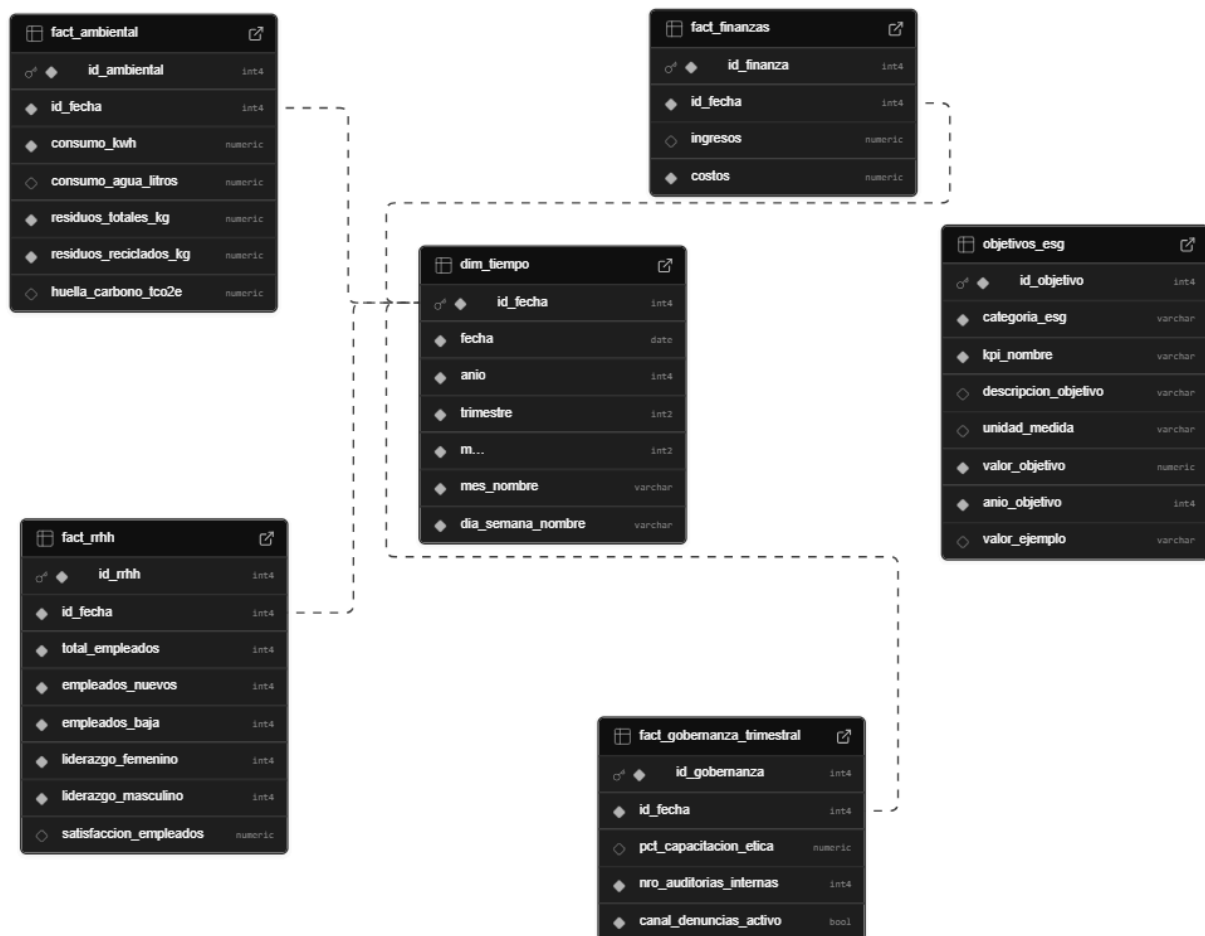 fact_ambiental
id_ambiental int4
id_fecha int4
consumo_kwh numeric
consumo_agua_litros numeric
residuos_totales_kg numeric
residuos_reciclados_kg numeric
huella_carbono_tco2e numeric
fact_finanzas
id_finanza int4
id_fecha int4
ingresos numeric
costos numeric
dim_tiempo
id_fecha int4
fecha date
anio int4
trimestre int2
m... int2
mes_nombre varchar
dia_semana_nombre varchar
objetivos_esg
id_objetivo int4
categoria_esg varchar
kpi_nombre varchar
descripcion_objetivo varchar
unidad_medida varchar
valor_objetivo numeric
anio_objetivo int4
valor_ejemplo varchar
fact_rrhh
id_rrhh int4
id_fecha int4
total_empleados int4
empleados_nuevos int4
empleados_baja int4
liderazgo_femenino int4
liderazgo_masculino int4
satisfaccion_empleados numeric
fact_gobernanza_trimestral
id_gobernanza int4
id_fecha int4
pct_capacitacion_etica numeric
nro_auditorias_internas int4
canal_denuncias_activo bool